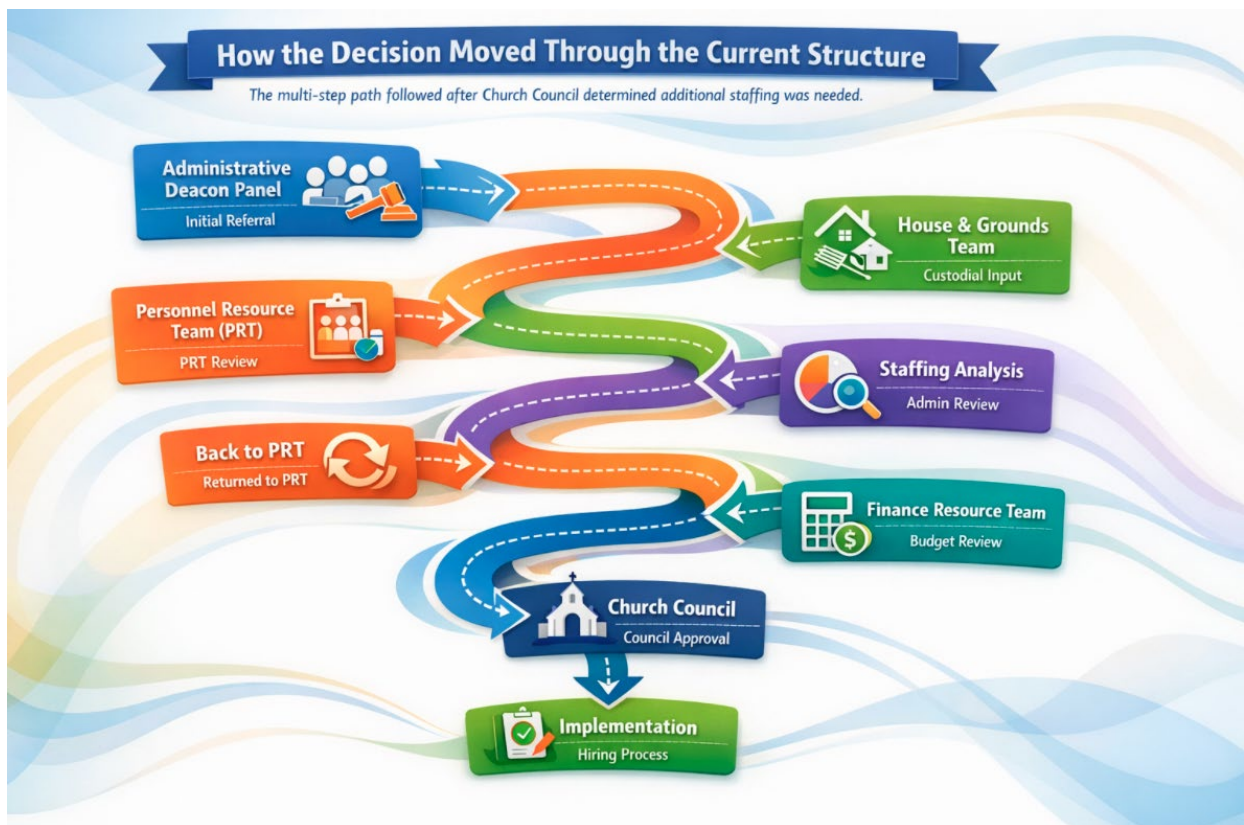 How the Decision Moved Through the Current Structure
The multi-step path followed after Church Council determined additional staffing was needed.
Administrative
Deacon Panel
Initial Referral
House & Grounds
Team
Custodial Input
Personnel Resource
Team (PRT)
PRT Review
Staffing Analysis
Admin Review
Back to PRT
Returned to PRT
Finance Resource Team
Budget Review
$
Church Council
Council Approval
Implementation
Hiring Process